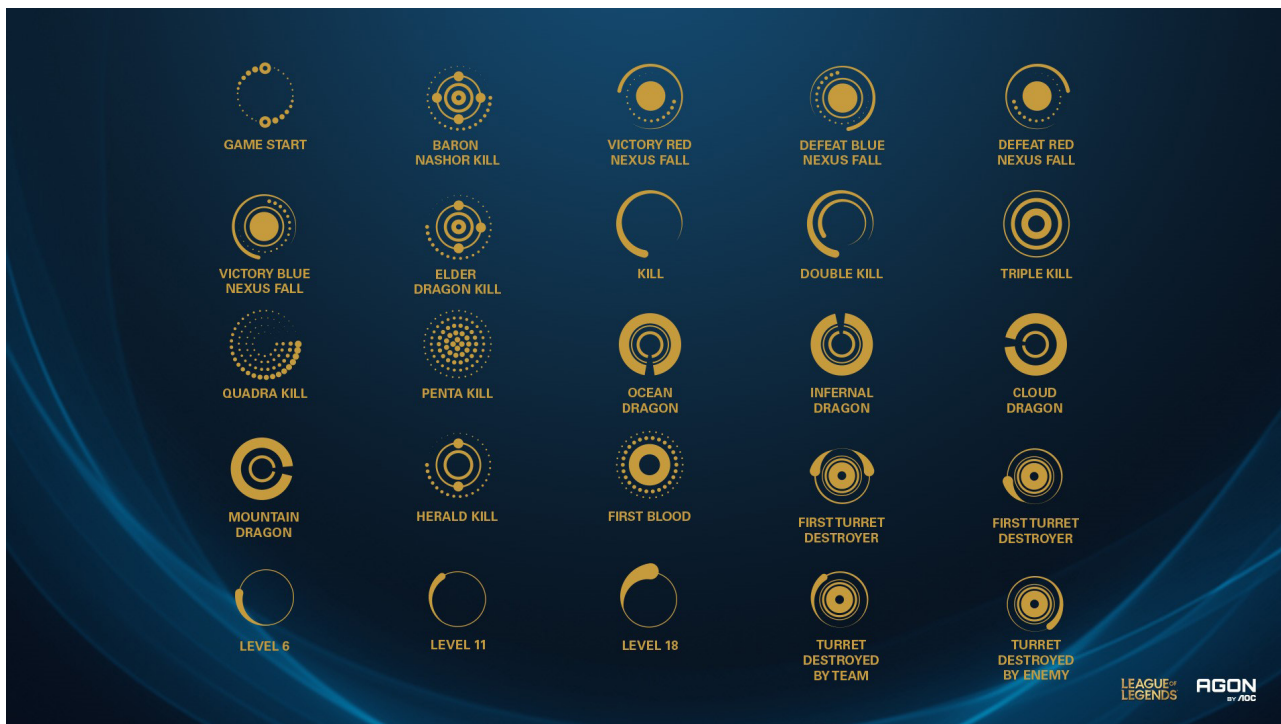 GAME START
BARON
NASHOR KILL
VICTORY RED
NEXUS FALL
DEFEAT BLUE
NEXUS FALL
DEFEAT RED
NEXUS FALL
VICTORY BLUE
NEXUS FALL
ELDER
DRAGON KILL
KILL
DOUBLE KILL
TRIPLE KILL
QUADRA KILL
PENTA KILL
OCEAN
DRAGON
INFERNAL
DRAGON
CLOUD
DRAGON
MOUNTAIN
DRAGON
HERALD KILL
FIRST BLOOD
FIRST TURRET
DESTROYER
FIRST TURRET
DESTROYER
LEVEL 6
LEVEL 11
LEVEL 18
TURRET
DESTROYED
BY TEAM
TURRET
DESTROYED
BY ENEMY
LEAGUE OF
LEGENDS
AGON
BY AOC